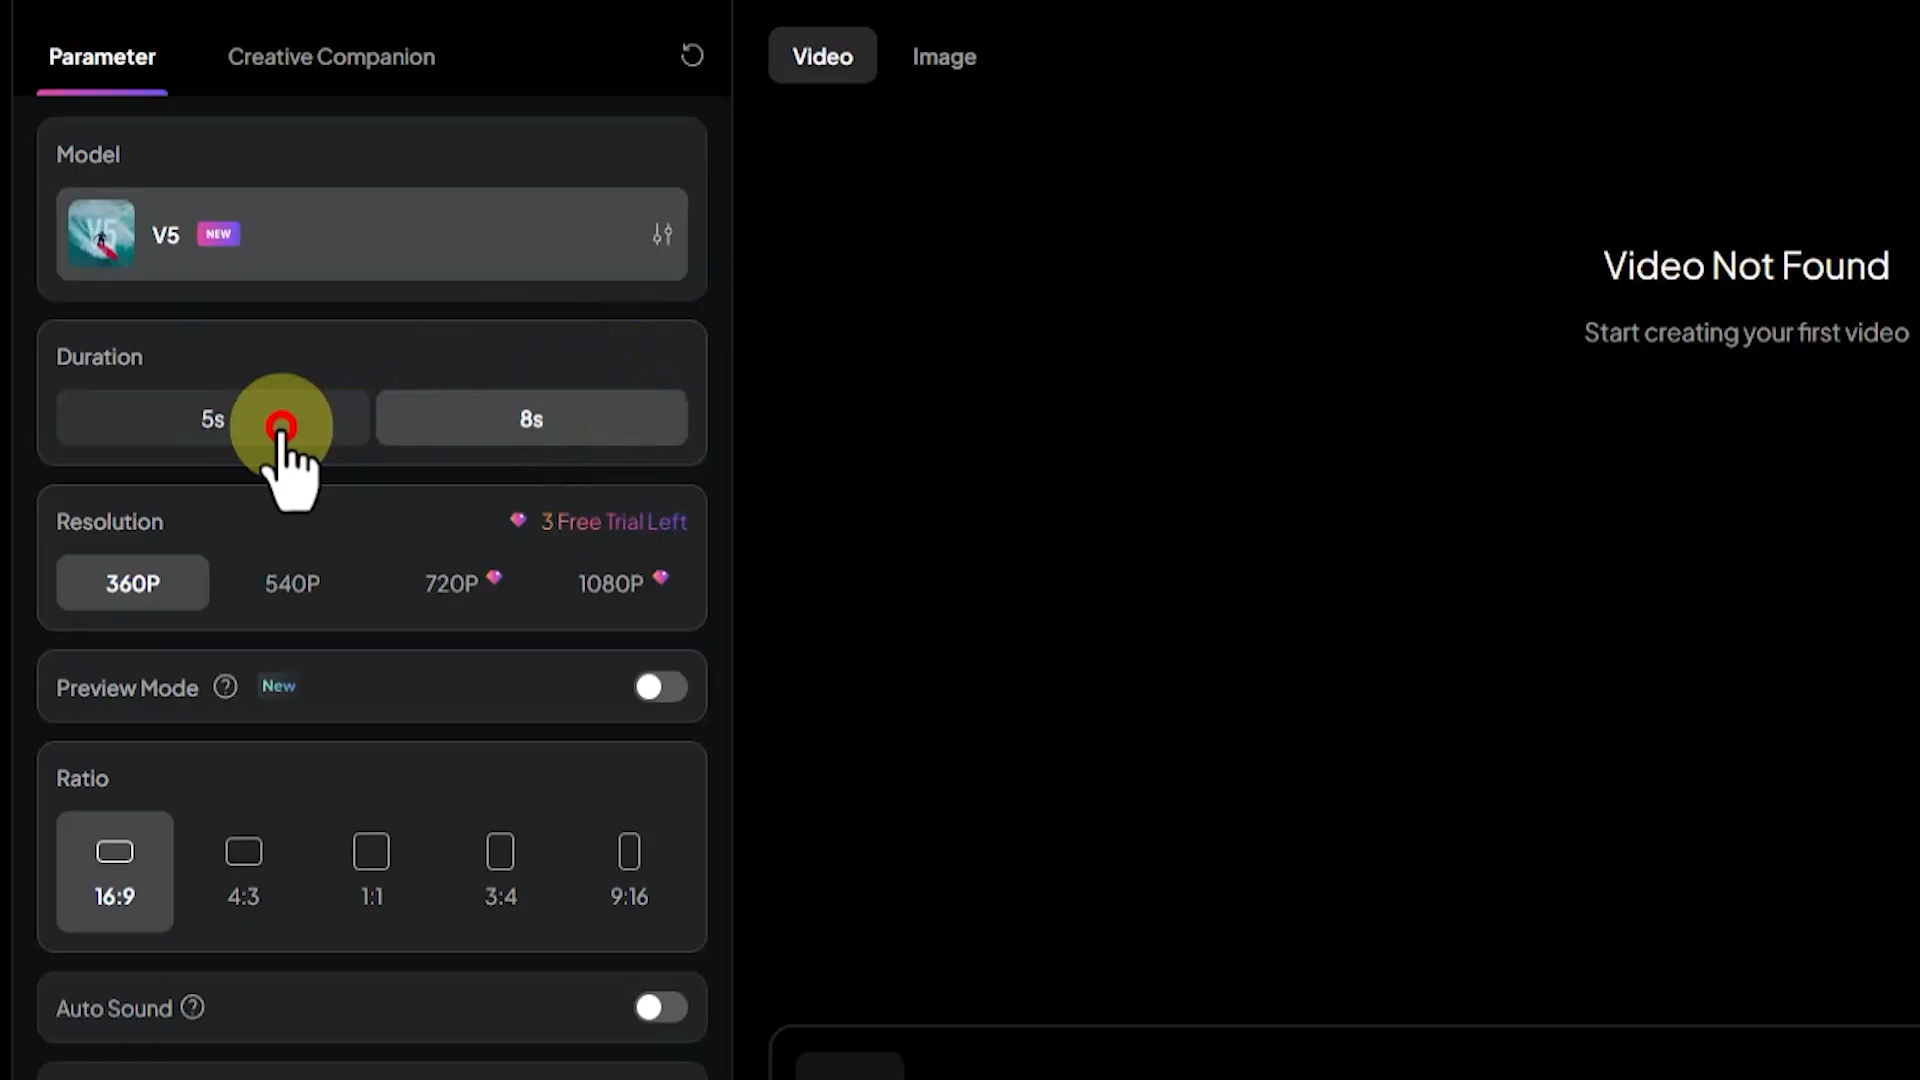 Parameter
Creative Companion
Video
Image
Model
V5
V5 NEW
Video Not Found
Start creating your first video
Duration
5s
8s
Resolution
3 Free Trial Left
360P
540P
720P
1080P
Preview Mode ? New
Ratio
16:9
4:3
1:1
3:4
9:16
Auto Sound ?